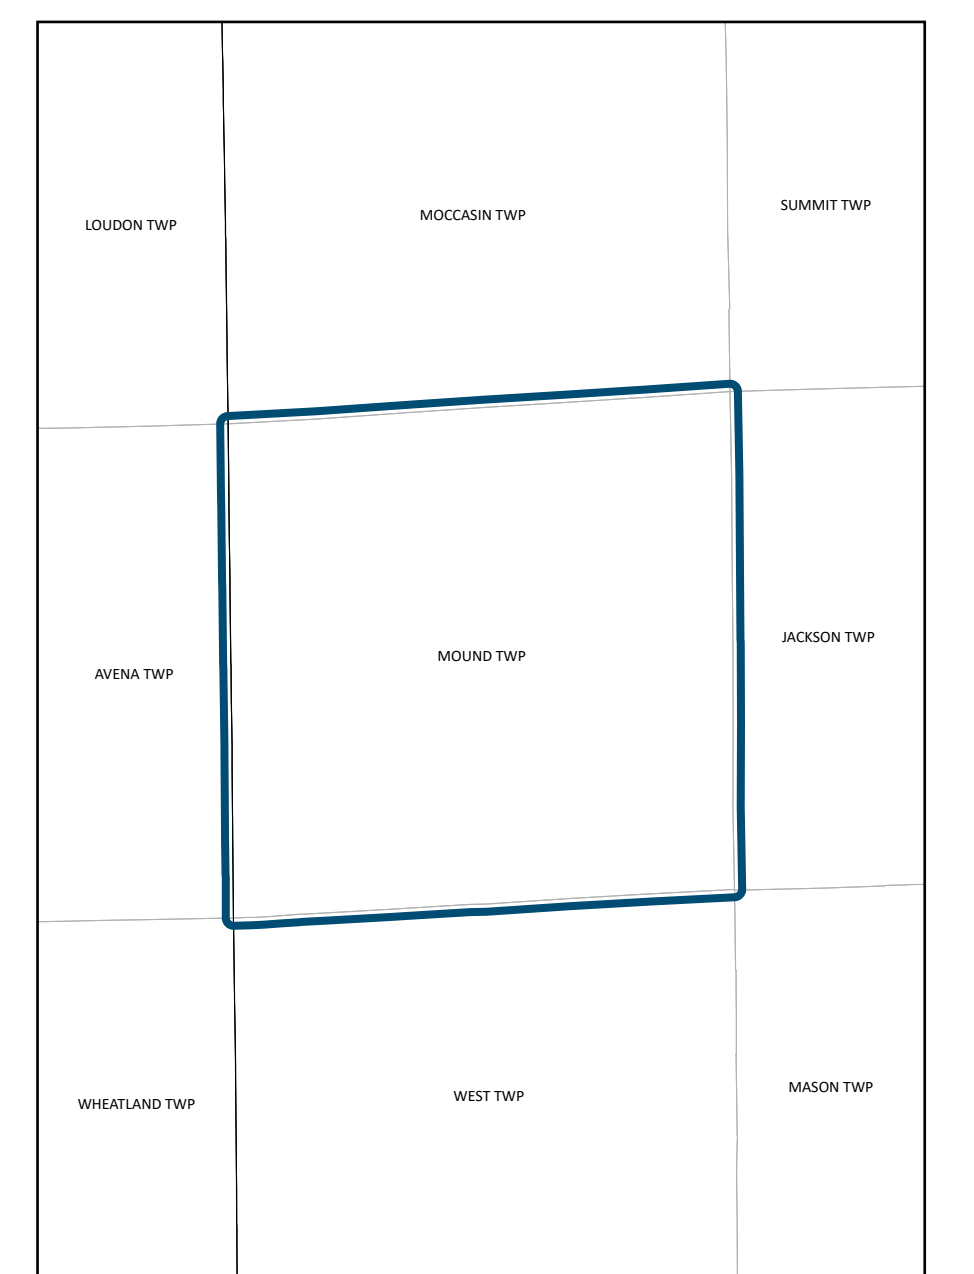 LOUDON TWP
MOCCASIN TWP
SUMMIT TWP
AVENA TWP
MOUND TWP
JACKSON TWP
WHEATLAND TWP
WEST TWP
MASON TWP